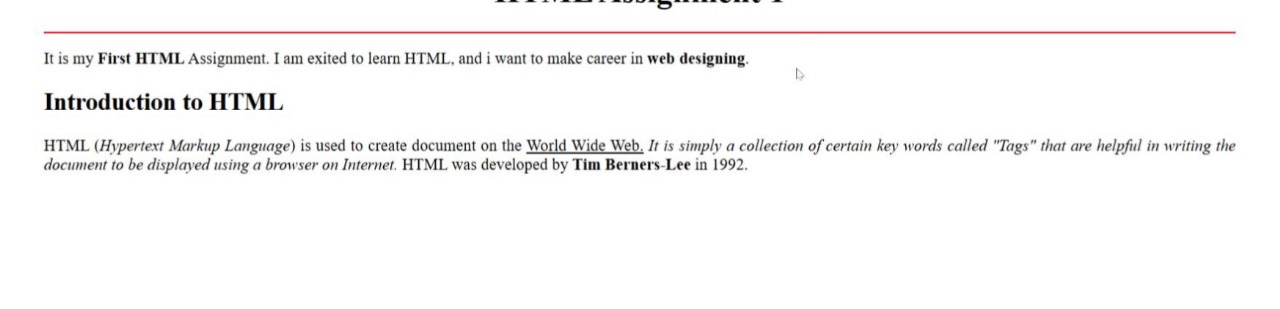 HTML Assignment 1
It is my First HTML Assignment. I am exited to learn HTML, and i want to make career in web designing.
Introduction to HTML
HTML (Hypertext Markup Language) is used to create document on the World Wide Web. It is simply a collection of certain key words called "Tags" that are helpful in writing the
document to be displayed using a browser on Internet. HTML was developed by Tim Berners-Lee in 1992.